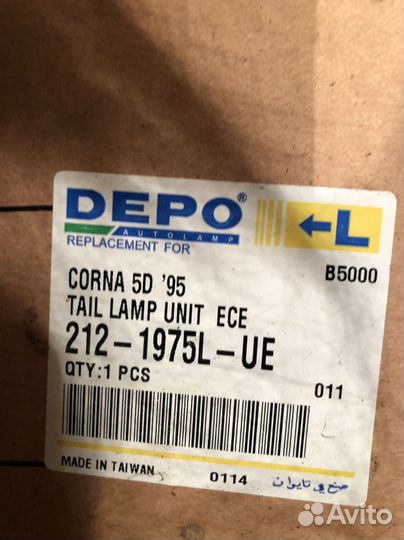 DEPO®
AUTOLAMP
←L
REPLACEMENT FOR
B5000
CORNA 5D '95
TAIL LAMP UNIT ECE
212-1975L-UE
QTY:1 PCS
011
MADE IN TAIWAN
0114
صنع في تايوان
Avito